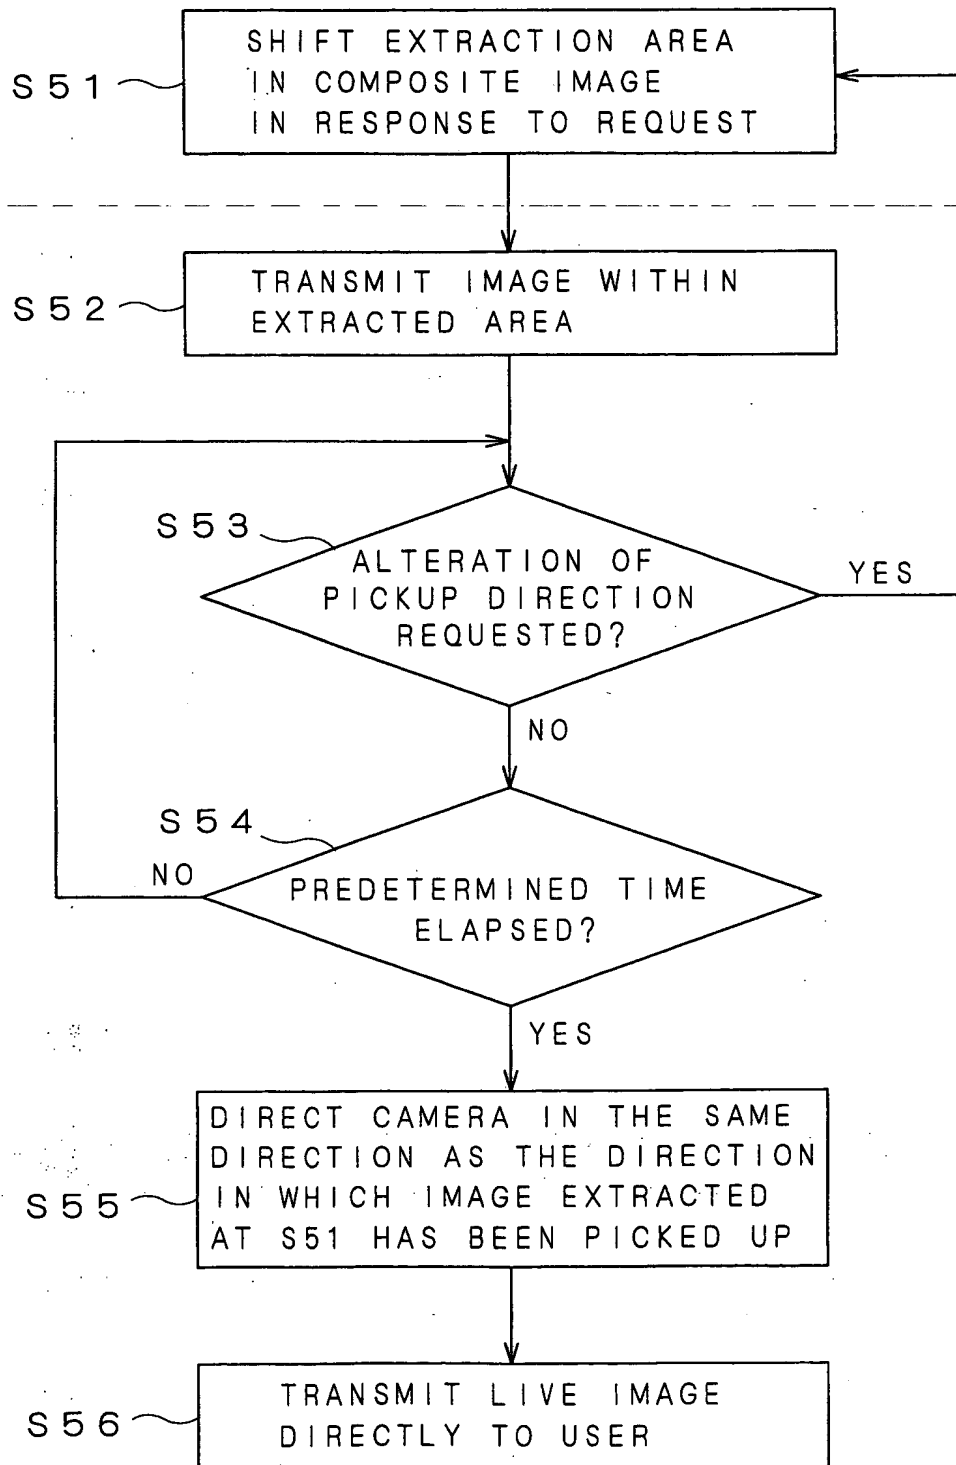 SHIFT EXTRACTION AREA
IN COMPOSITE IMAGE
IN RESPONSE TO REQUEST
S51
TRANSMIT IMAGE WITHIN
EXTRACTED AREA
S52
S53
ALTERATION OF
PICKUP DIRECTION
REQUESTED?
YES
NO
S54
NO
PREDETERMINED TIME
ELAPSED?
YES
DIRECT CAMERA IN THE SAME
DIRECTION AS THE DIRECTION
IN WHICH IMAGE EXTRACTED
AT S51 HAS BEEN PICKED UP
S55
TRANSMIT LIVE IMAGE
DIRECTLY TO USER
S56